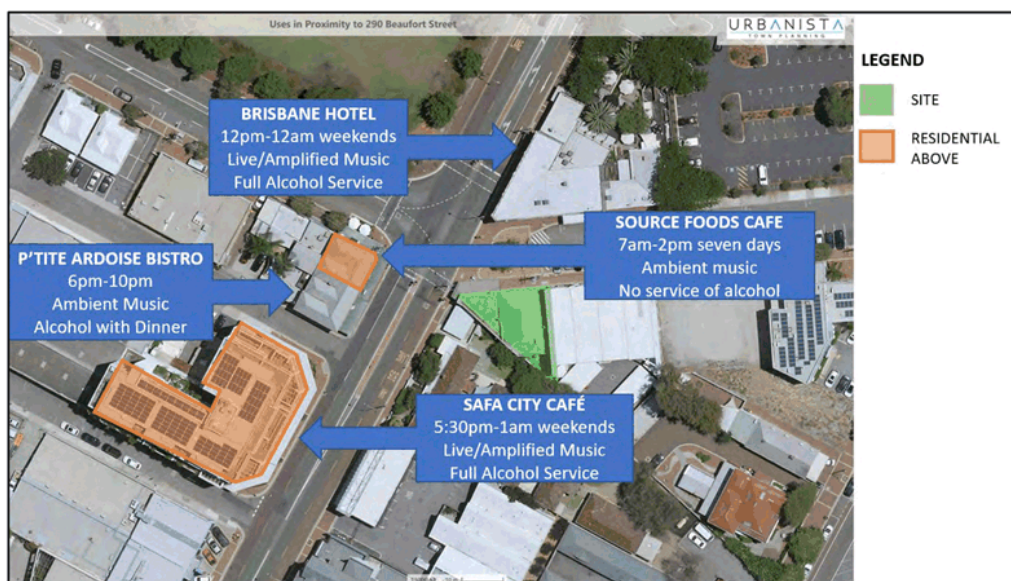 Uses in Proximity to 290 Beaufort Street
URBANISTA
TOWN PLANNING
LEGEND
SITE
RESIDENTIAL
ABOVE
BRISBANE HOTEL
12pm-12am weekends
Live/Amplified Music
Full Alcohol Service
SOURCE FOODS CAFE
7am-2pm seven days
Ambient music
No service of alcohol
P'TITE ARDOISE BISTRO
6pm-10pm
Ambient Music
Alcohol with Dinner
SAFA CITY CAFÉ
5:30pm-1am weekends
Live/Amplified Music
Full Alcohol Service